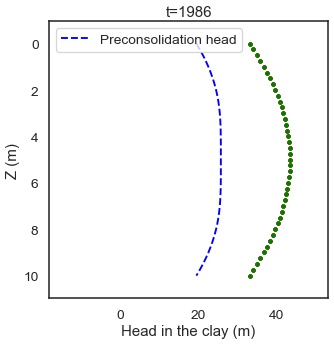 t=1986
Preconsolidation head
0
2
4
6
8
10
Z (m)
0 20 40
Head in the clay (m)